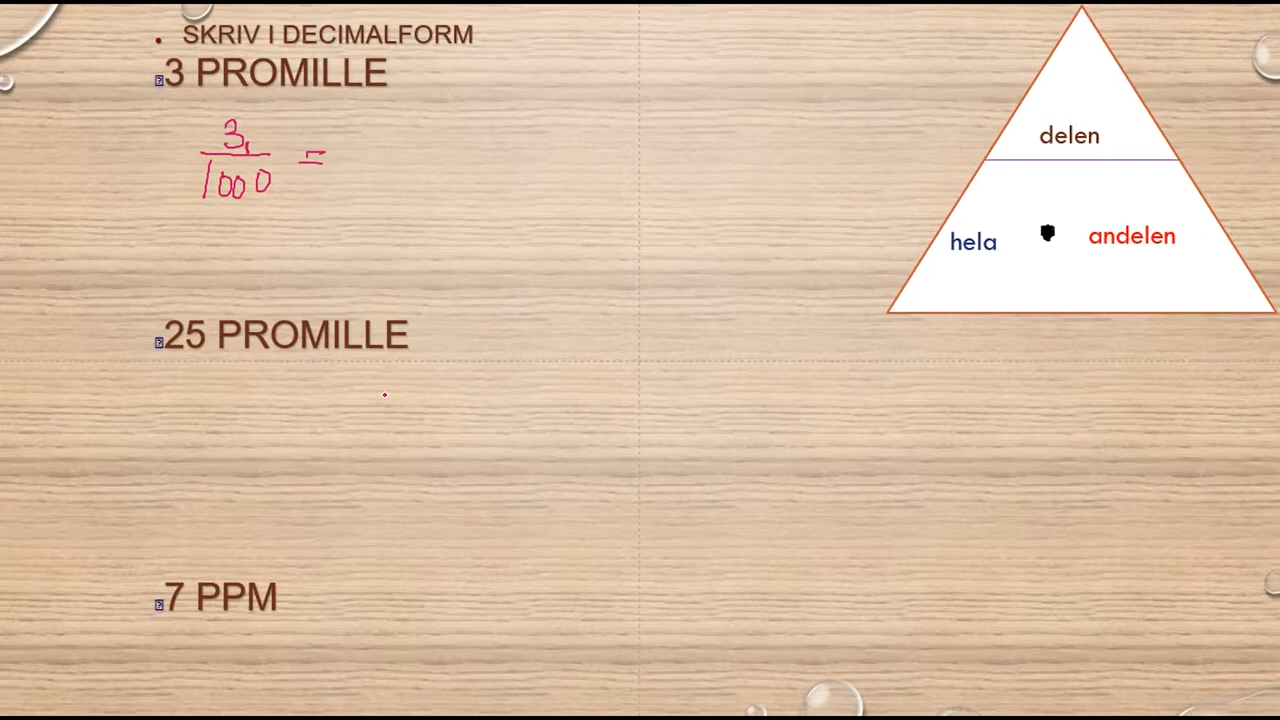 • SKRIV I DECIMALFORM
3 PROMILLE
3
1000 =
25 PROMILLE
7 PPM
delen
hela • andelen